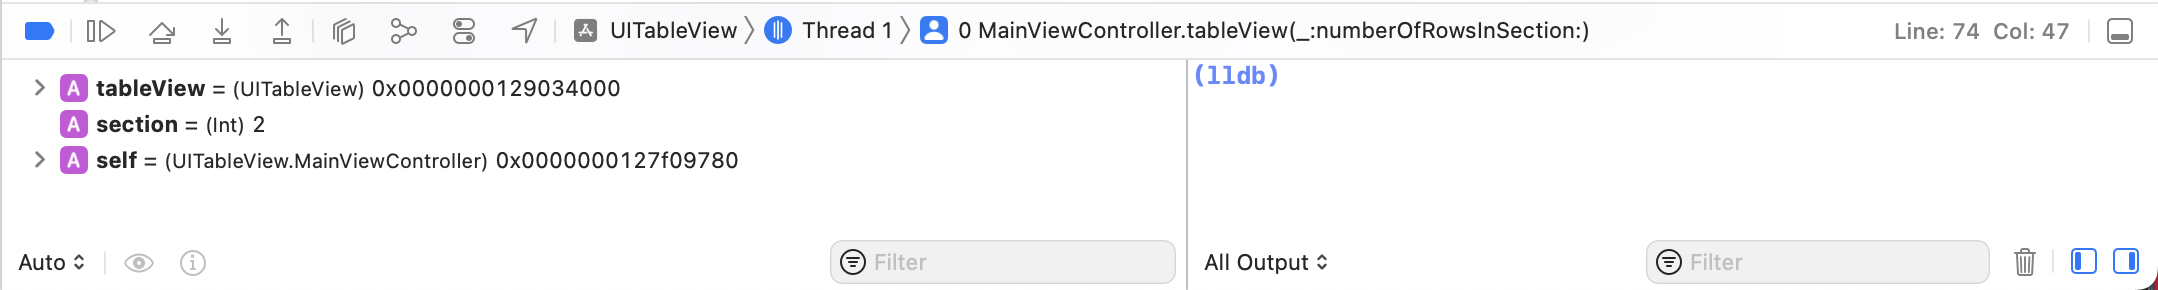 UITableView Thread 1 0 MainViewController.tableView(_:numberOfRowsInSection:) Line: 74 Col: 47
A tableView = (UITableView) 0x0000000129034000
A section = (Int) 2
A self = (UITableView.MainViewController) 0x0000000127f09780
(lldb)
Auto Filter
All Output Filter